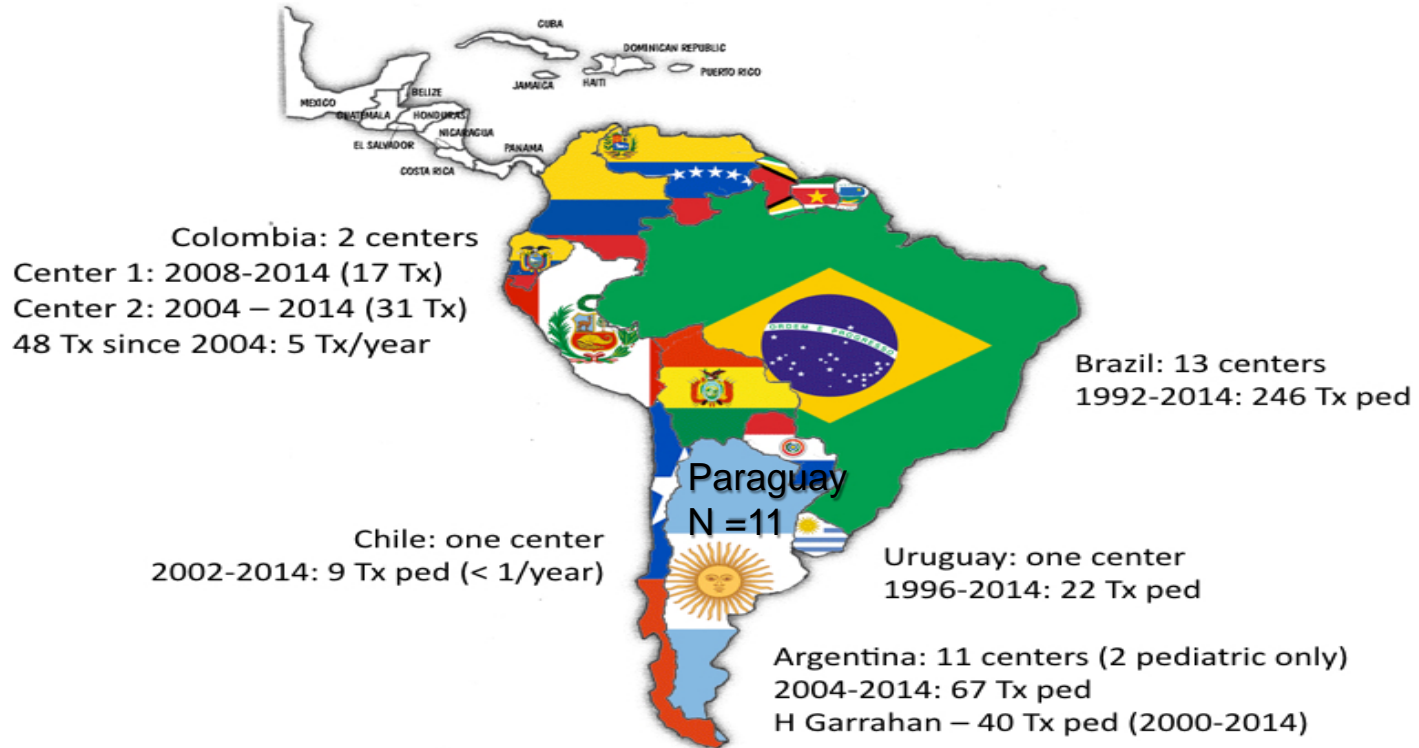 CUBA
DOMINICAN REPUBLIC
PUERTO RICO
HAITI
JAMAICA
MEXICO
BELIZE
GUATEMALA
HONDURAS
NICARAGUA
EL SALVADOR
PANAMA
COSTA RICA
Colombia: 2 centers
Center 1: 2008-2014 (17 Tx)
Center 2: 2004 – 2014 (31 Tx)
48 Tx since 2004: 5 Tx/year
ORDEM E PROGRESSO
Brazil: 13 centers
1992-2014: 246 Tx ped
Paraguay
N =11
Chile: one center
2002-2014: 9 Tx ped (< 1/year)
Uruguay: one center
1996-2014: 22 Tx ped
Argentina: 11 centers (2 pediatric only)
2004-2014: 67 Tx ped
H Garrahan – 40 Tx ped (2000-2014)